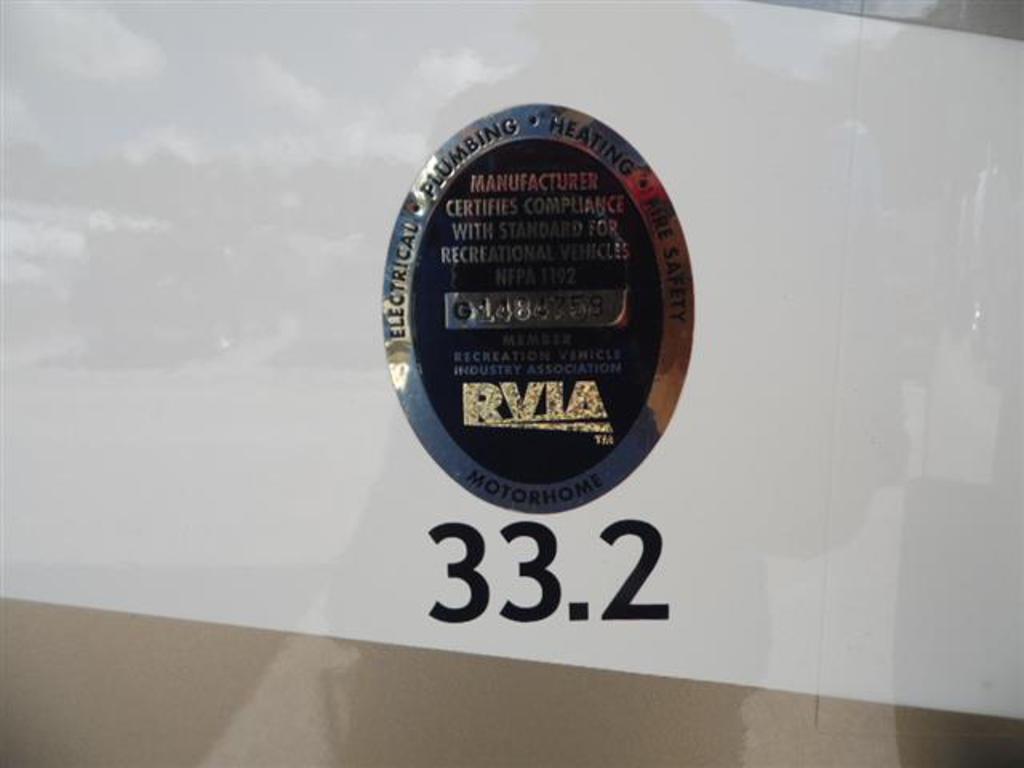 ELECTRICAL • PLUMBING • HEATING • FIRE SAFETY
MANUFACTURER
CERTIFIES COMPLIANCE
WITH STANDARD FOR
RECREATIONAL VEHICLES
NFPA 1192
G1484758
MEMBER
RECREATION VEHICLE
INDUSTRY ASSOCIATION
RVIA
TM
MOTORHOME
33.2